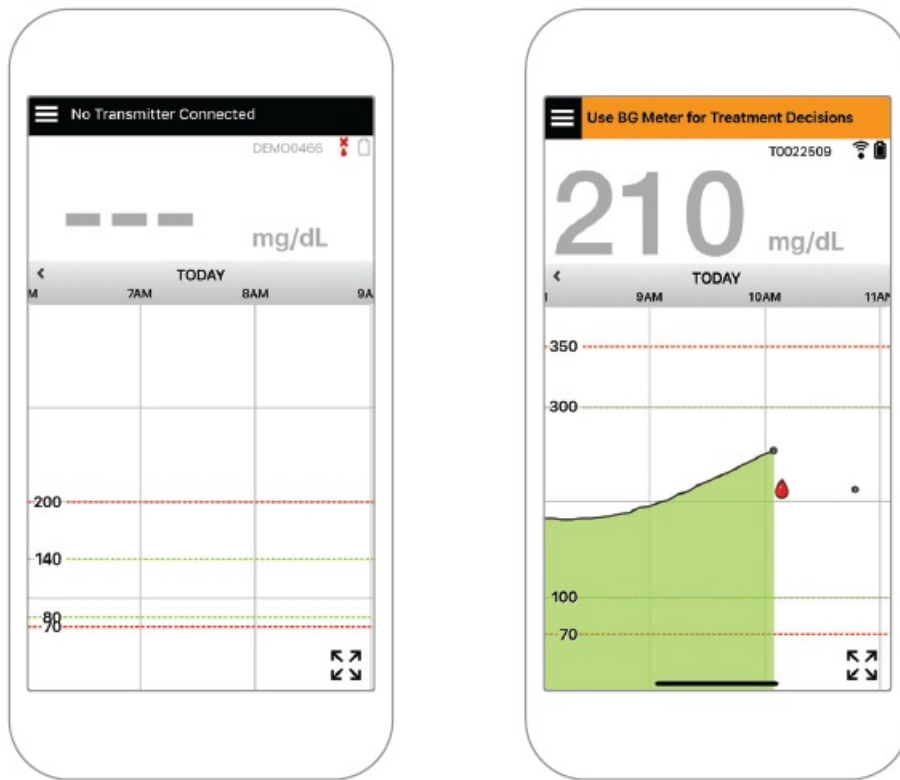 No Transmitter Connected
DEMO0466
mg/dL
TODAY
M 7AM 8AM 9A
200
140
80
70
Use BG Meter for Treatment Decisions
T0022509
210 mg/dL
TODAY
9AM 10AM 11AM
350
300
100
70